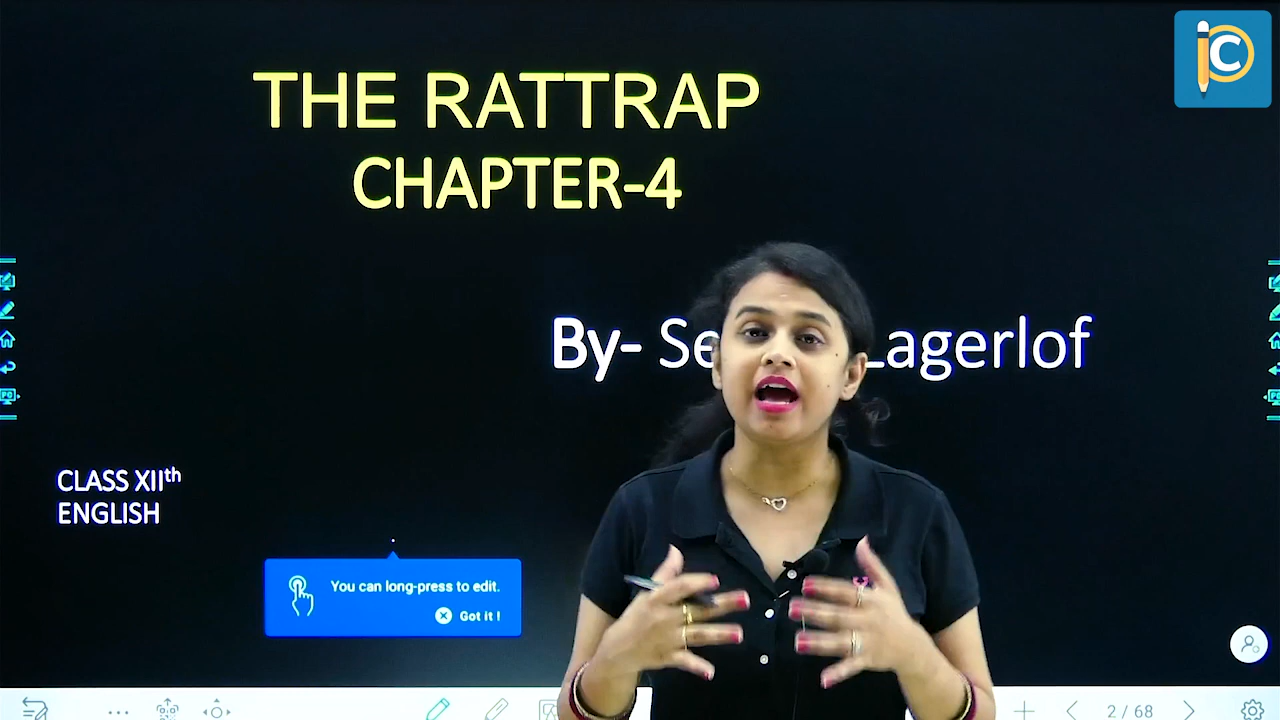 THE RATTRAP
CHAPTER-4
By- Se Lagerlof
CLASS XIIth
ENGLISH
You can long-press to edit.
Got it !
2 / 68